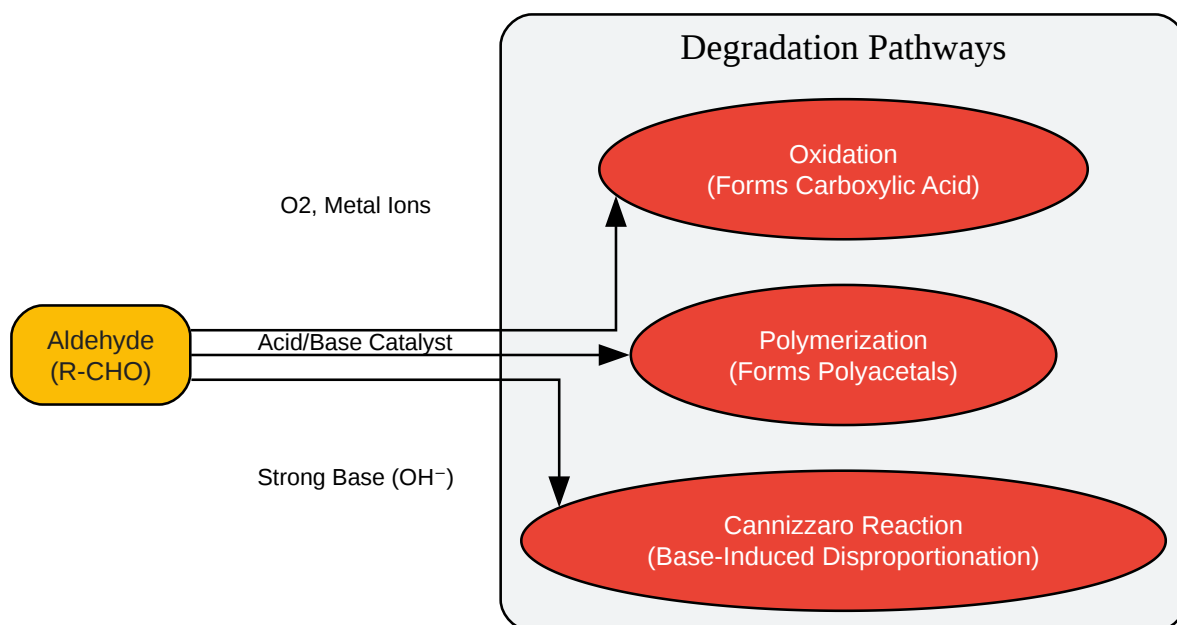 Degradation Pathways
Oxidation
(Forms Carboxylic Acid)
O2, Metal Ions
Aldehyde
(R-CHO)
Acid/Base Catalyst
Polymerization
(Forms Polyacetals)
Strong Base (OH⁻)
Cannizzaro Reaction
(Base-Induced Disproportionation)